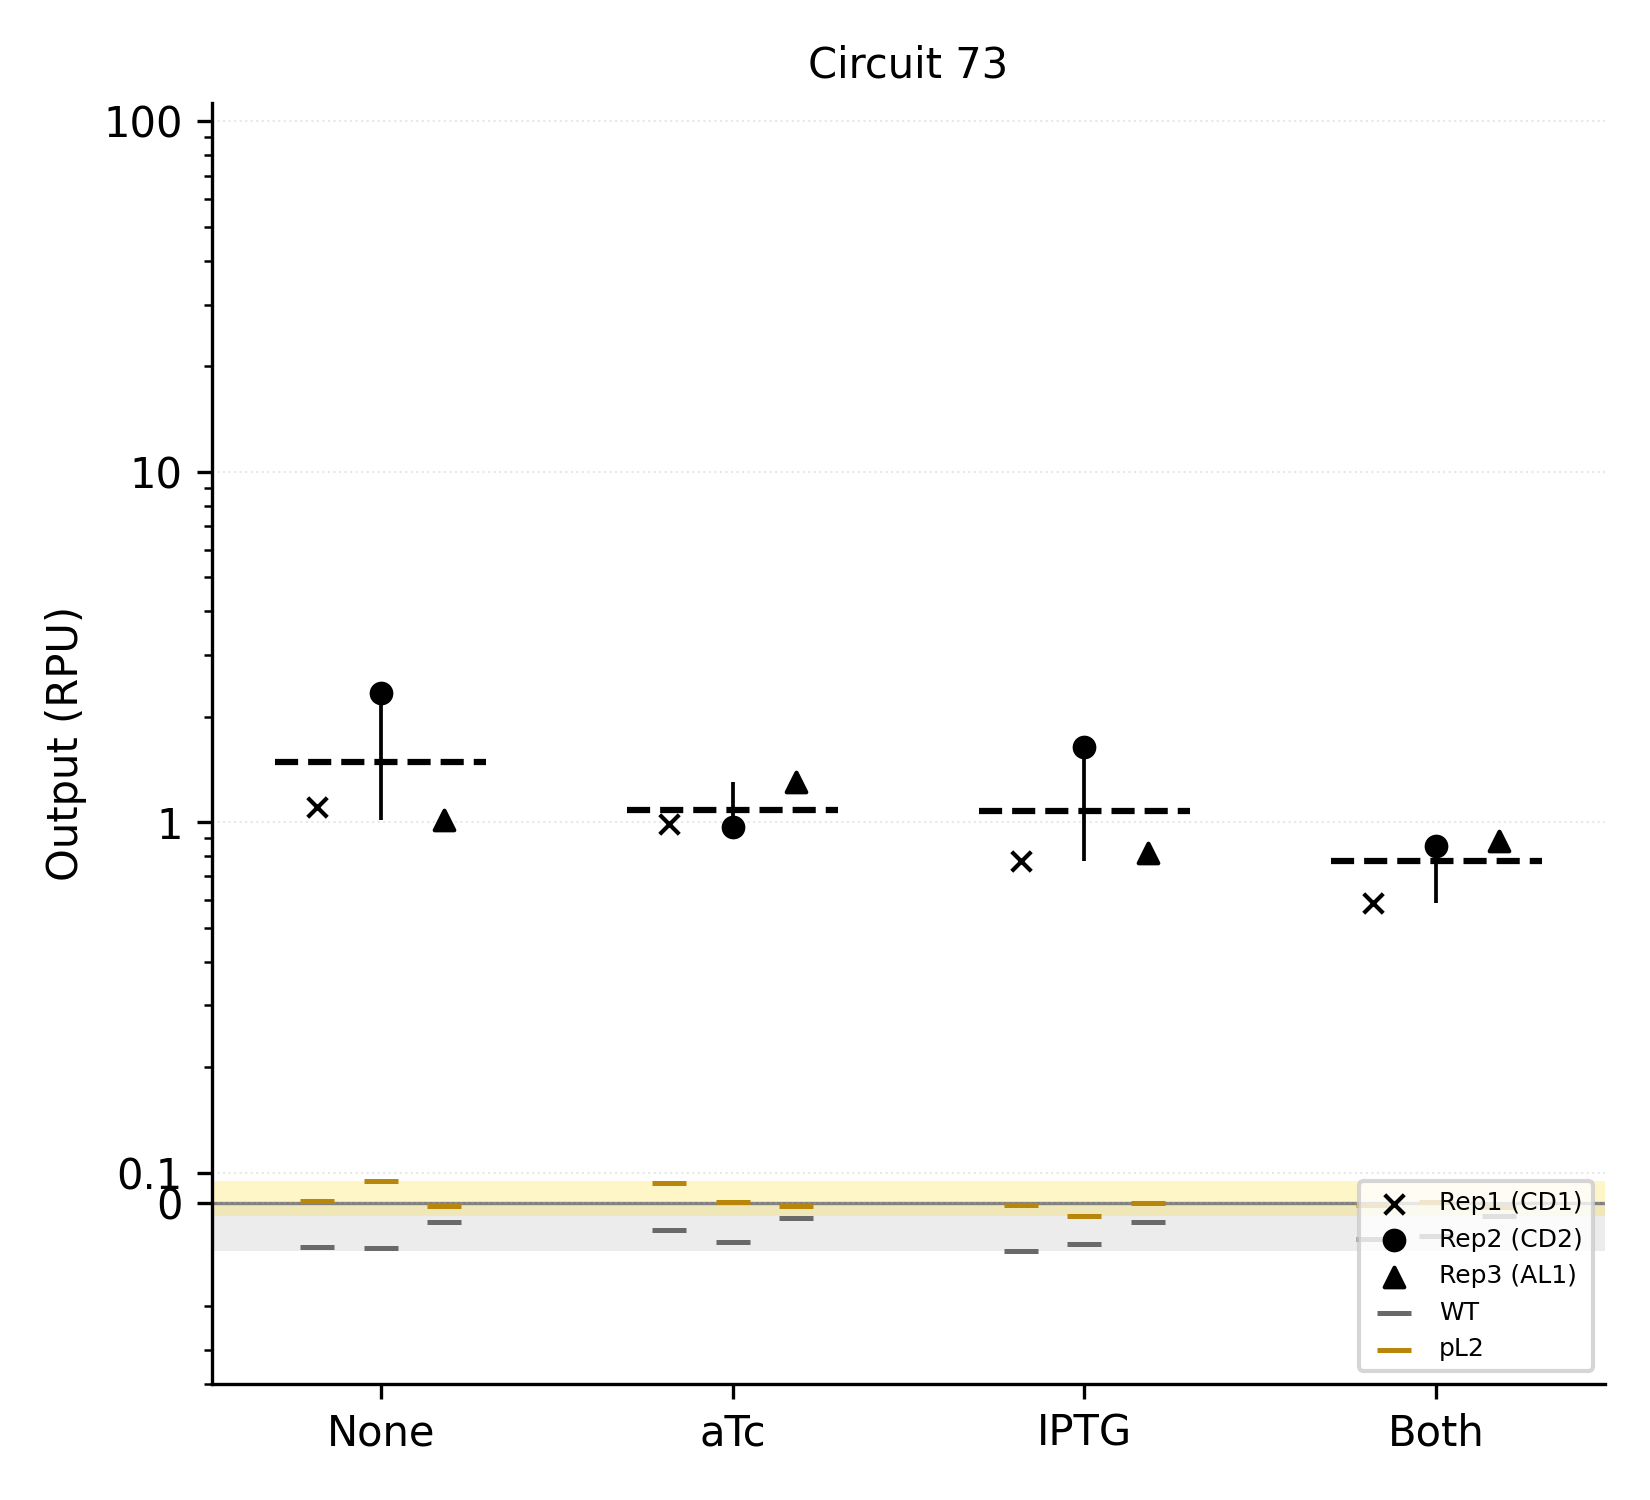 Circuit 73
100
10
1
0.1
0
Output (RPU)
None
aTc
IPTG
Both
Rep1 (CD1)
Rep2 (CD2)
Rep3 (AL1)
WT
pL2